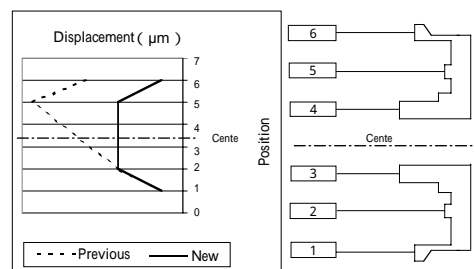 Displacement ( μm )
7
6
5
4
3
2
1
0
Cente
Position
Previous
New
6
5
4
Cente
3
2
1